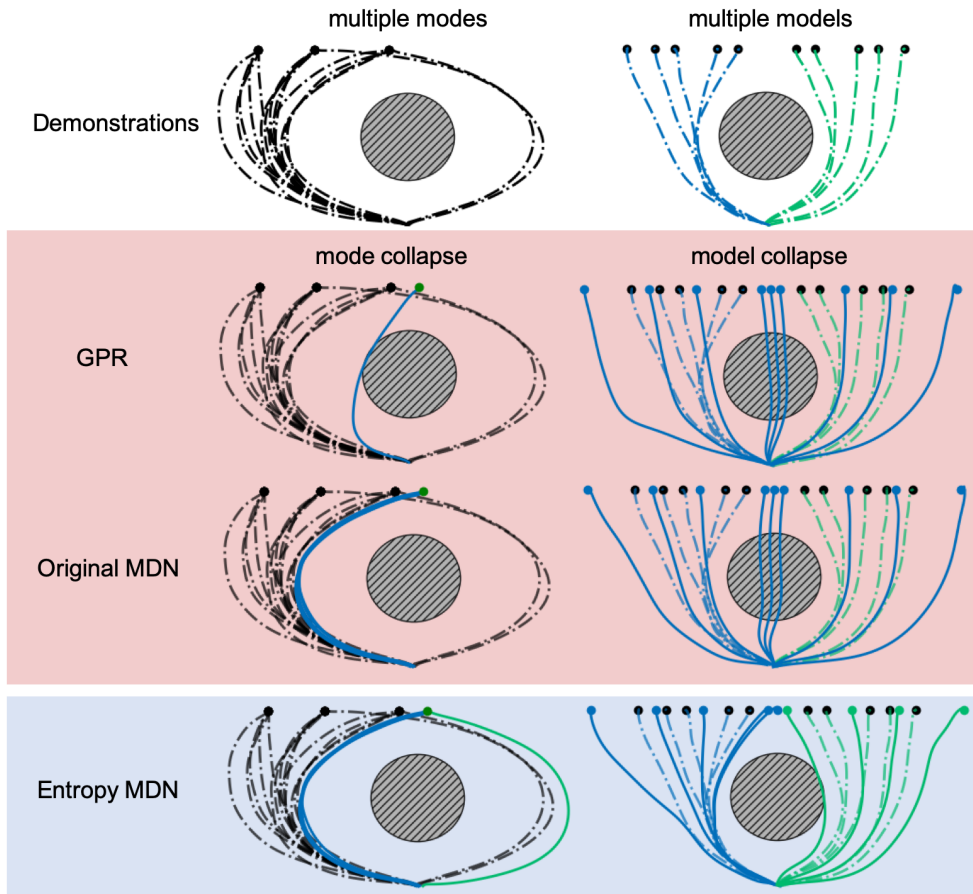 multiple modes
multiple models
Demonstrations
mode collapse
model collapse
GPR
Original MDN
Entropy MDN